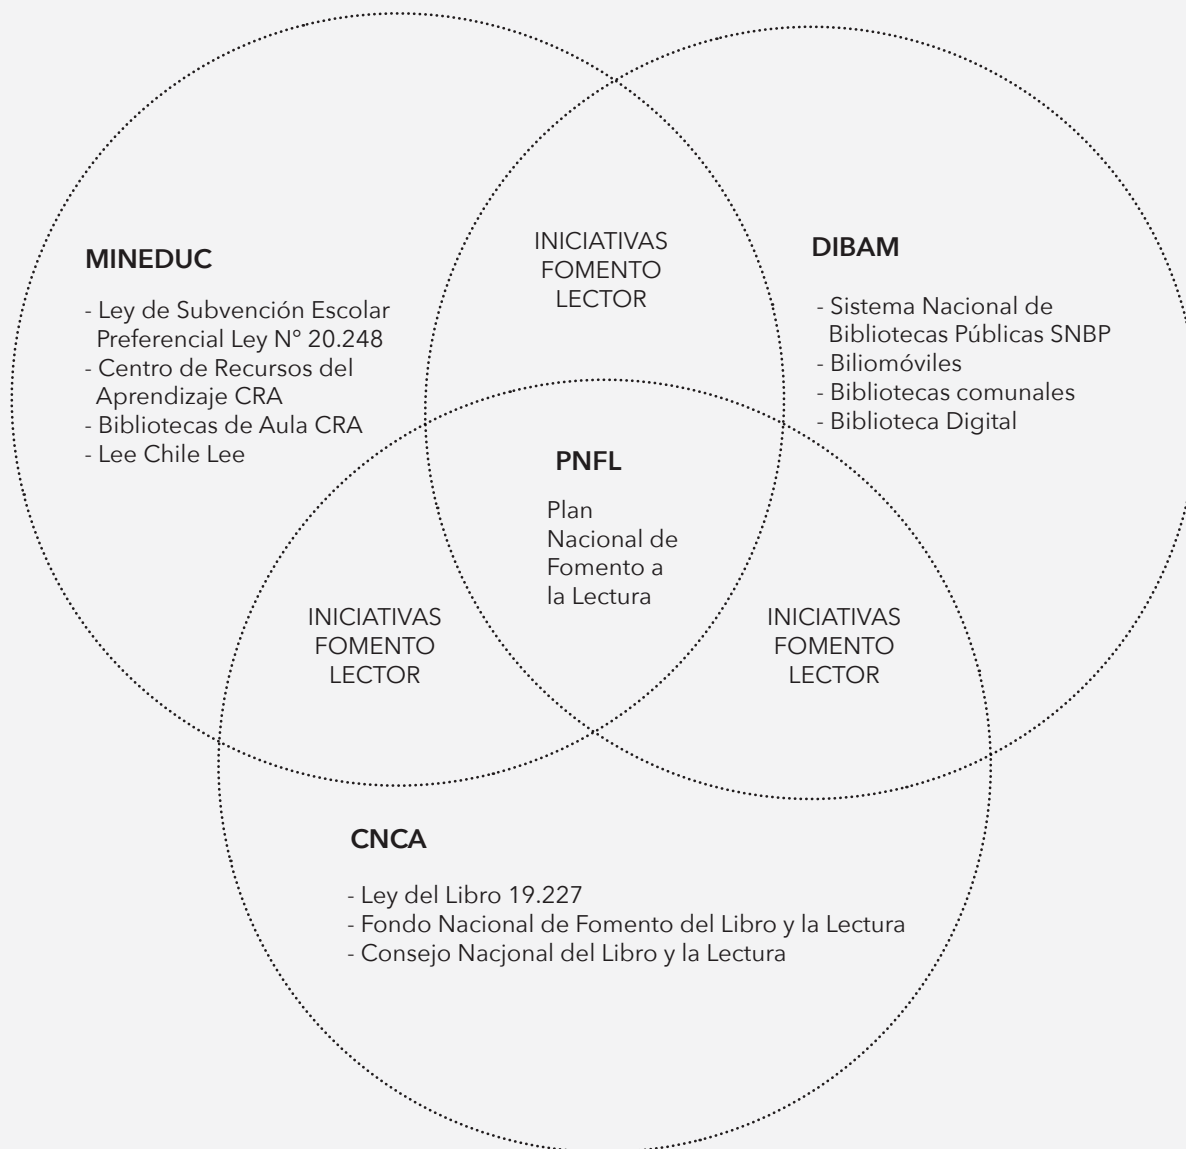 MINEDUC
- Ley de Subvención Escolar
Preferencial Ley Nº 20.248
- Centro de Recursos del
Aprendizaje CRA
- Bibliotecas de Aula CRA
- Lee Chile Lee
INICIATIVAS
FOMENTO
LECTOR
DIBAM
- Sistema Nacional de
Bibliotecas Públicas SNBP
- Biliomóviles
- Bibliotecas comunales
- Biblioteca Digital
PNFL
Plan
Nacional de
Fomento a
la Lectura
INICIATIVAS
FOMENTO
LECTOR
INICIATIVAS
FOMENTO
LECTOR
CNCA
- Ley del Libro 19.227
- Fondo Nacional de Fomento del Libro y la Lectura
- Consejo Nacjonal del Libro y la Lectura